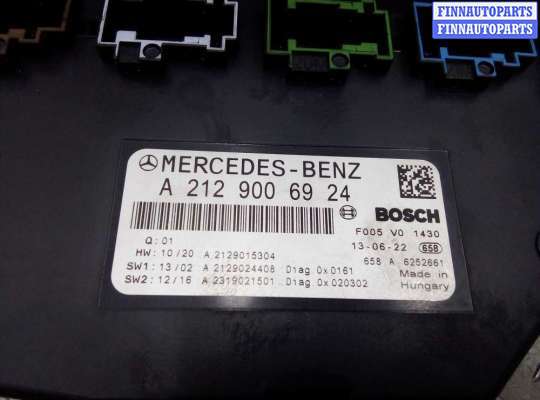 FINNAUTOPARTS
FINNAUTOPARTS
MERCEDES-BENZ
A 212 900 69 24
BOSCH
Q: 01
F005 V0 1430
HW: 10/20 A 2129015304
13-06-22 658
SW1: 13/02 A 2129024408 Diag 0x0161
658 A 6252661
SW2: 12/16 A 2319021501 Diag 0x020302
Made in
Hungary